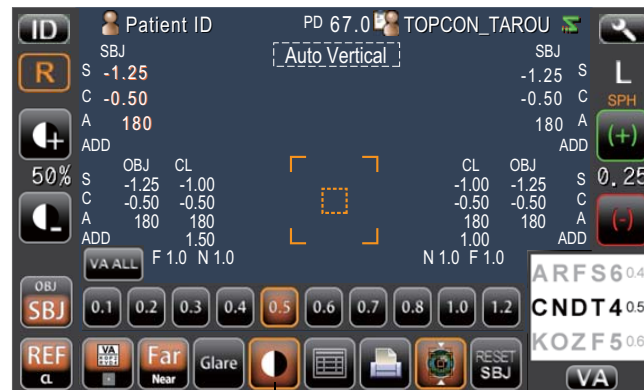 ID Patient ID PD 67.0 TOPCON_TAROU
Auto Vertical
SBJ SBJ
R S -1.25 -1.25 S L
C -0.50 -0.50 C SPH
A 180 180 A
ADD ADD
(+)
50% 0.25
OBJ CL CL OBJ
S -1.25 -1.00 -1.00 -1.25 S
C -0.50 -0.50 -0.50 -0.50 C
A 180 180 180 180 A
(-)
ADD 1.50 1.00 ADD
VA ALL F 1.0 N 1.0 N 1.0 F 1.0
ARFS6 0.4
OBJ
SBJ 0.1 0.2 0.3 0.4 0.5 0.6 0.7 0.8 1.0 1.2
CNDT4 0.5
KOZF5 0.6
REF CL VA Far Near Glare RESET SBJ
VA